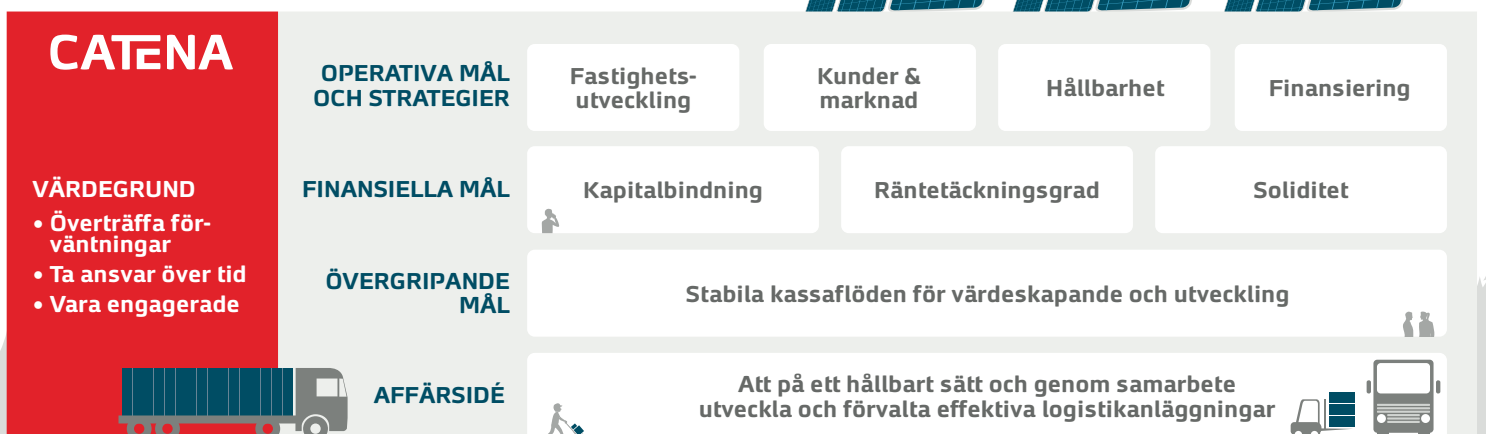 CATENA
VÄRDEGRUND
• Överträffa för-
väntningar
• Ta ansvar över tid
• Vara engagerade
OPERATIVA MÅL
OCH STRATEGIER
Fastighets-
utveckling
Kunder &
marknad
Hållbarhet
Finansiering
FINANSIELLA MÅL
Kapitalbindning
Räntetäckningsgrad
Soliditet
ÖVERGRIPANDE
MÅL
Stabila kassaflöden för värdeskapande och utveckling
AFFÄRSIDÉ
Att på ett hållbart sätt och genom samarbete
utveckla och förvalta effektiva logistikanläggningar